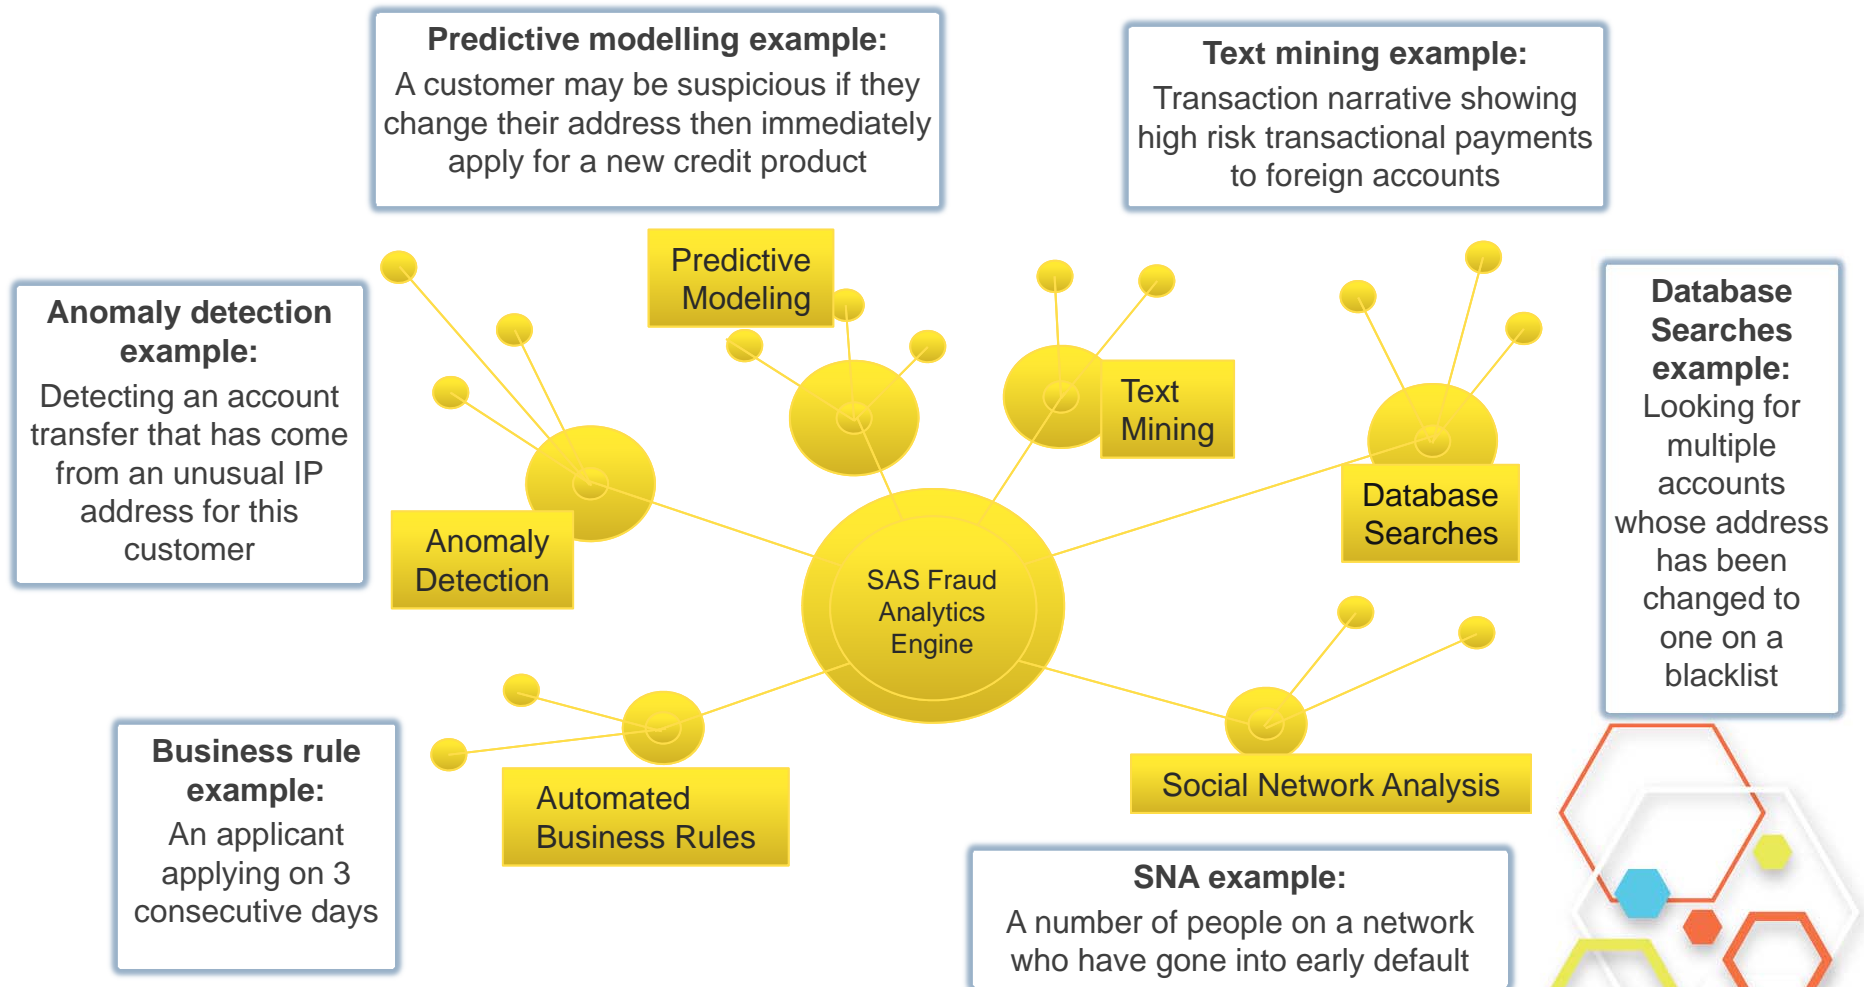 Predictive modelling example:
A customer may be suspicious if they
change their address then immediately
apply for a new credit product
Text mining example:
Transaction narrative showing
high risk transactional payments
to foreign accounts
Anomaly detection
example:
Detecting an account
transfer that has come
from an unusual IP
address for this
customer
Predictive
Modeling
Text
Mining
Database
Searches
example:
Looking for
multiple
accounts
whose address
has been
changed to
one on a
blacklist
Anomaly
Detection
Database
Searches
SAS Fraud
Analytics
Engine
Business rule
example:
An applicant
applying on 3
consecutive days
Automated
Business Rules
Social Network Analysis
SNA example:
A number of people on a network
who have gone into early default